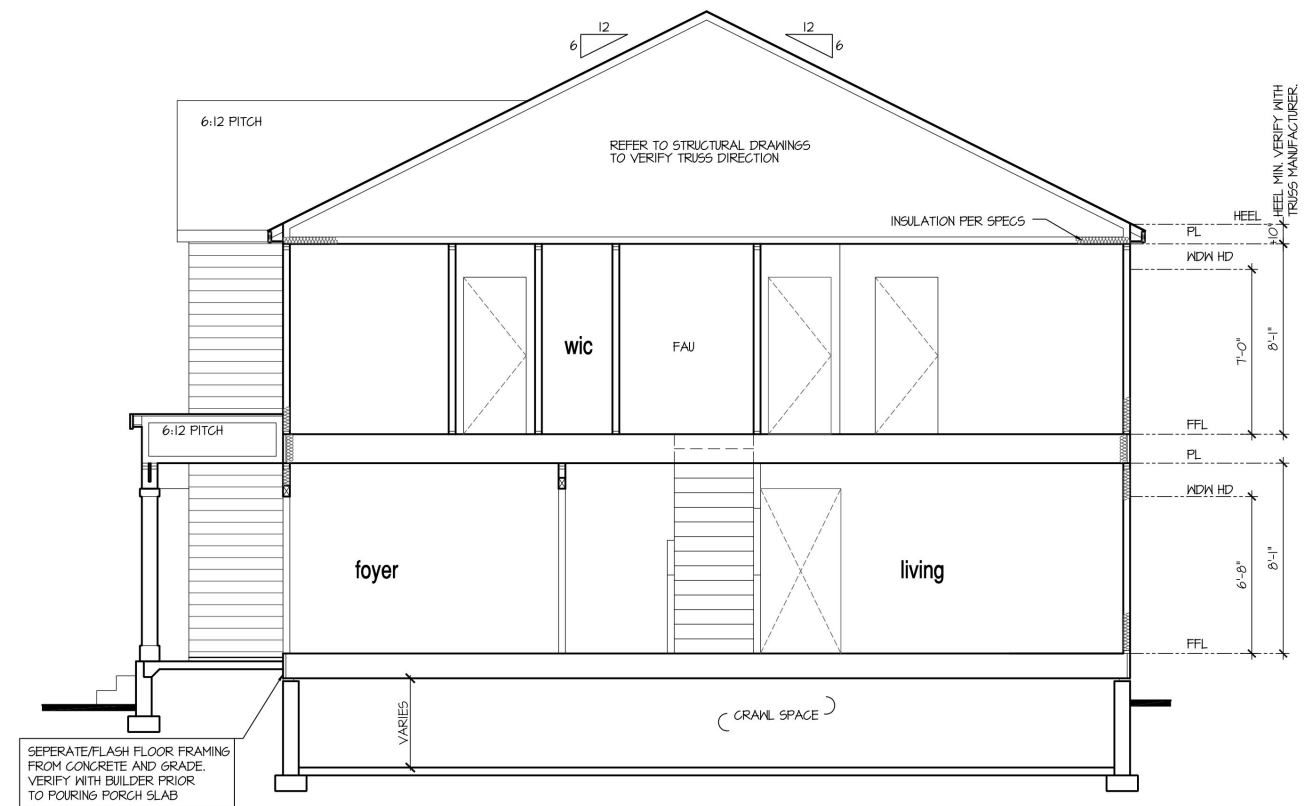 12
6
12
6
6:12 PITCH
REFER TO STRUCTURAL DRAWINGS
TO VERIFY TRUSS DIRECTION
HEEL MIN. VERIFY WITH
TRUSS MANUFACTURER.
INSULATION PER SPECS
HEEL
PL
±10"
WDW HD
wic
FAU
7'-0"
8'-1"
6:12 PITCH
FFL
PL
WDW HD
foyer
living
6'-8"
8'-1"
FFL
VARIES
CRAWL SPACE
SEPERATE/FLASH FLOOR FRAMING
FROM CONCRETE AND GRADE.
VERIFY WITH BUILDER PRIOR
TO POURING PORCH SLAB